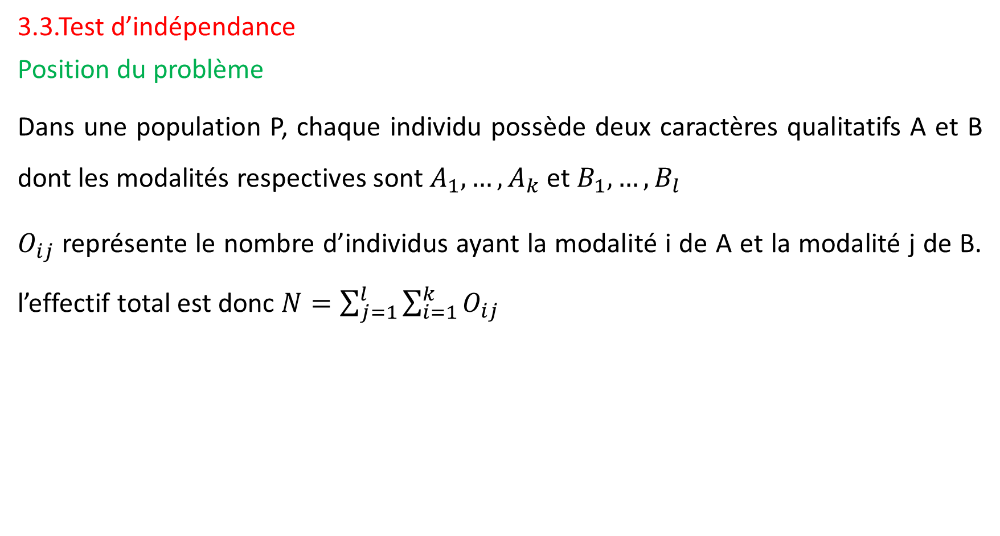 3.3.Test d’indépendance
Position du problème
Dans une population P, chaque individu possède deux caractères qualitatifs A et B
dont les modalités respectives sont $A_1, … , A_k$ et $B_1, … , B_l$
$O_{ij}$ représente le nombre d’individus ayant la modalité i de A et la modalité j de B.
l’effectif total est donc $N = \sum_{j=1}^{l} \sum_{i=1}^{k} O_{ij}$